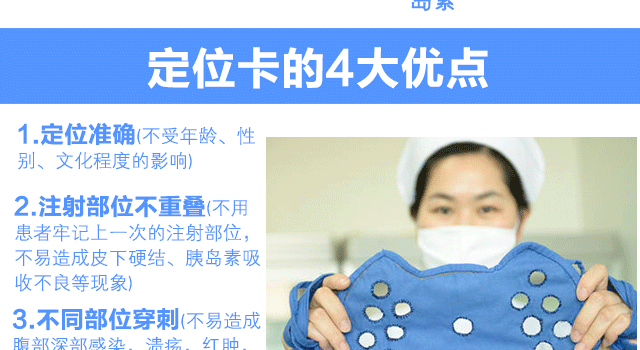 岛素
定位卡的4大优点
1.定位准确(不受年龄、性
别、文化程度的影响)
2.注射部位不重叠(不用
患者牢记上一次的注射部位,
不易造成皮下硬结、胰岛素吸
收不良等现象)
3.不同部位穿刺(不易造成
腹部深部感染、溃疡、红肿,